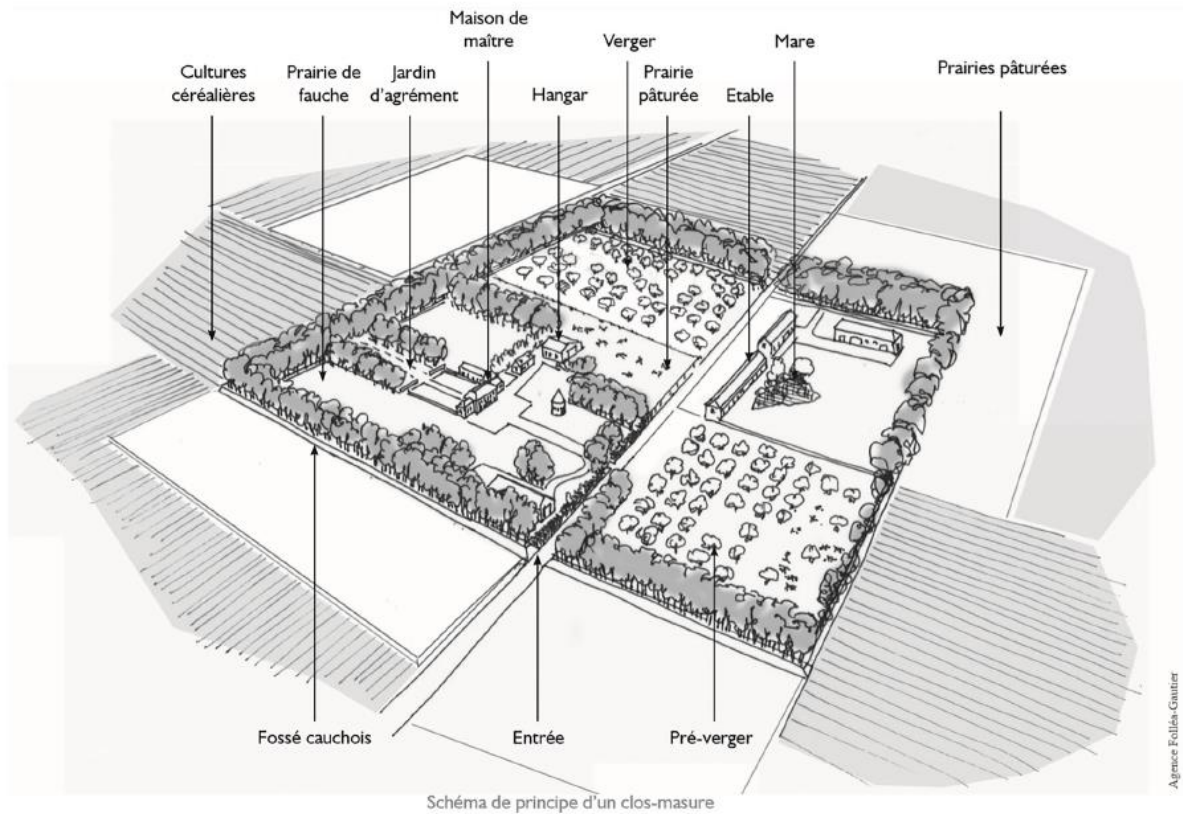 Maison de
maître
Verger
Mare
Cultures
céréalières
Prairie de
fauche
Jardin
d'agrément
Hangar
Prairie
pâturée
Etable
Prairies pâturées
Fossé cauchois
Entrée
Pré-verger
Agence Folléa-Gautier
Schéma de principe d'un clos-masure